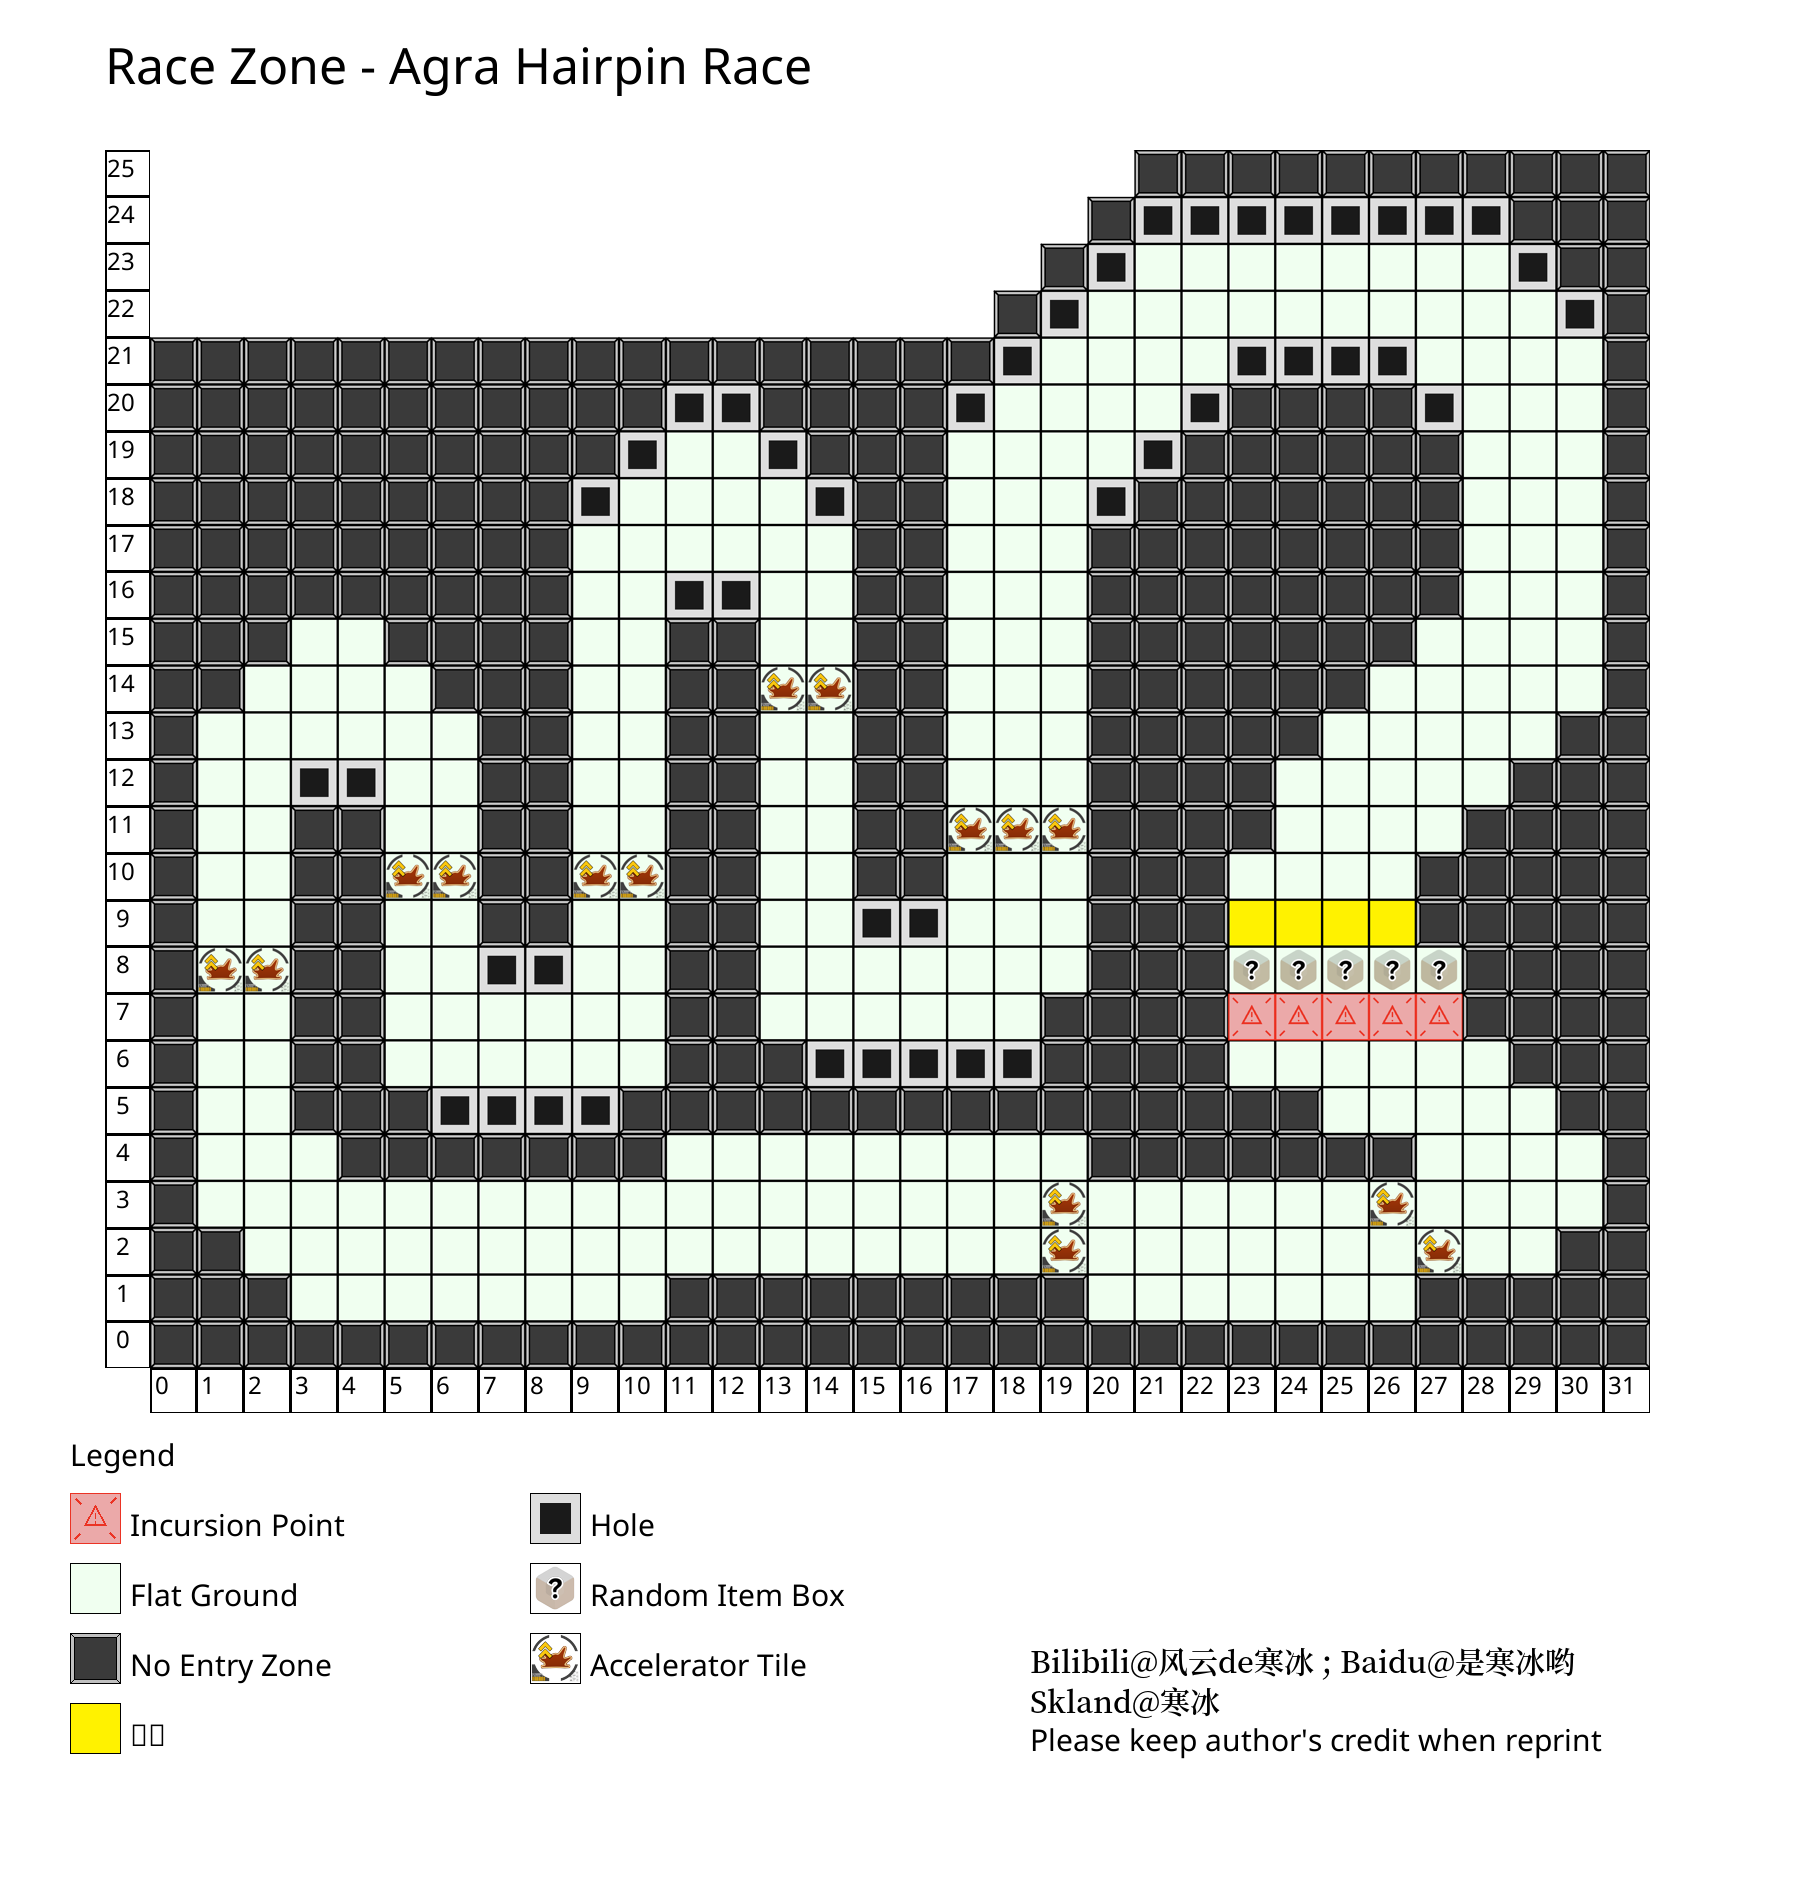 Race Zone - Agra Hairpin Race
25
24
23
22
21
20
19
18
17
16
15
14
13
12
11
10
9
8
? ? ? ? ?
7
6
5
4
3
2
1
0
0 1 2 3 4 5 6 7 8 9 10 11 12 13 14 15 16 17 18 19 20 21 22 23 24 25 26 27 28 29 30 31
Legend
Incursion Point
Hole
Flat Ground
? Random Item Box
No Entry Zone
Accelerator Tile
Bilibili@风云de寒冰 ; Baidu@是寒冰哟
Skland@寒冰
Please keep author's credit when reprint